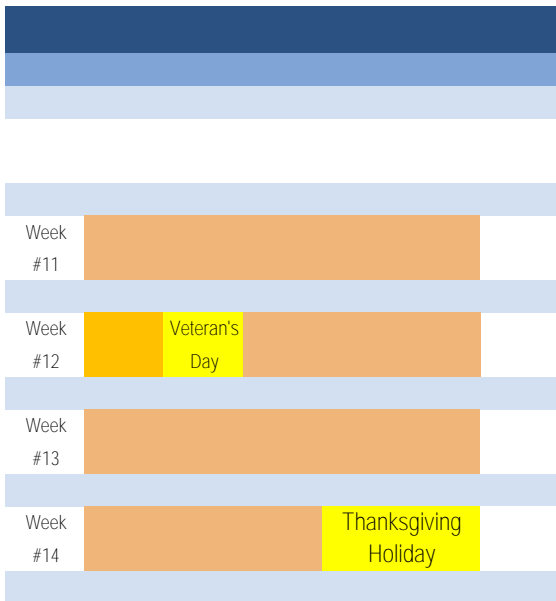 Week
#11
Week
#12
Veteran's
Day
Week
#13
Week
#14
Thanksgiving
Holiday